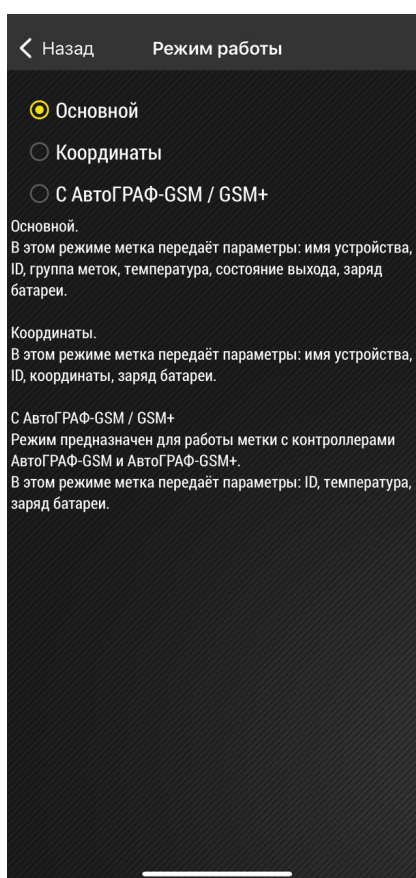 Назад
Режим работы
Основной
Координаты
С АвтоГРАФ-GSM / GSM+
Основной.
В этом режиме метка передаёт параметры: имя устройства,
ID, группа меток, температура, состояние выхода, заряд
батареи.
Координаты.
В этом режиме метка передаёт параметры: имя устройства,
ID, координаты, заряд батареи.
С АвтоГРАФ-GSM / GSM+
Режим предназначен для работы метки с контроллерами
АвтоГРАФ-GSM и АвтоГРАФ-GSM+.
В этом режиме метка передаёт параметры: ID, температура,
заряд батареи.